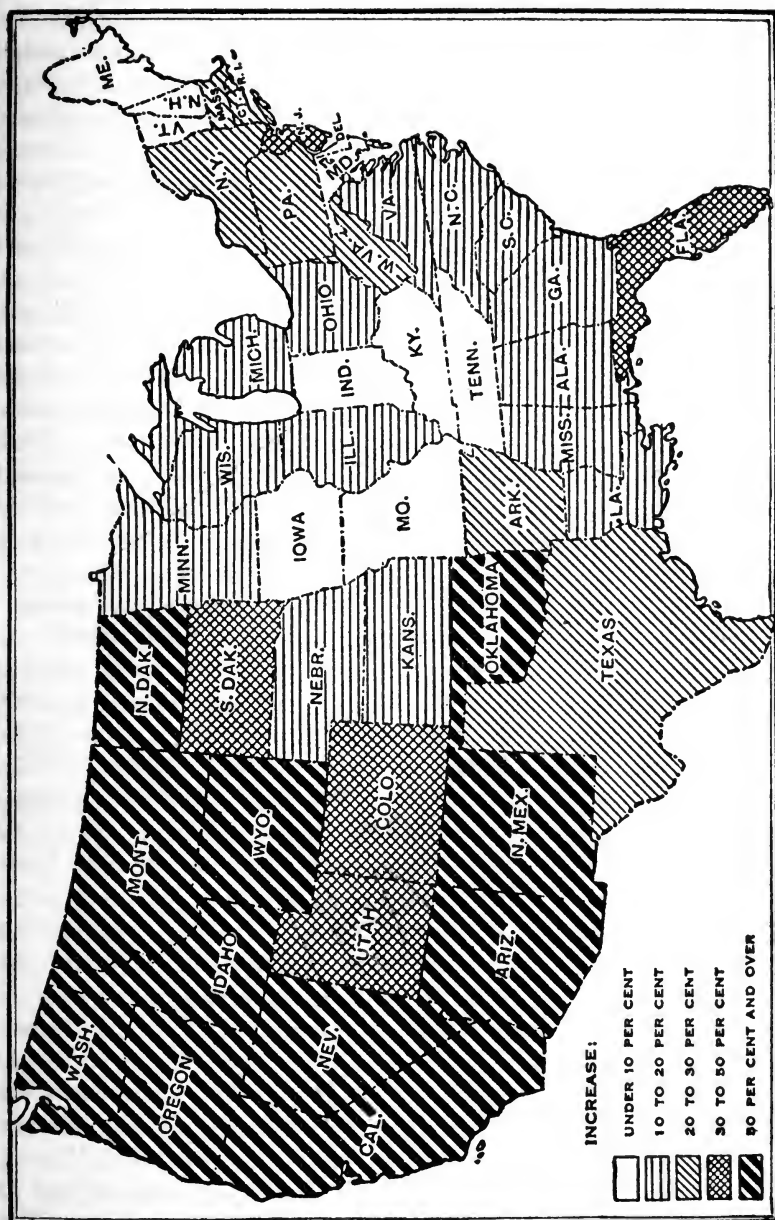 WASH.
OREGON
CAL.
NEV.
IDAHO
MONT.
WYO.
UTAH
COLO.
ARIZ.
N. MEX.
N. DAK.
S. DAK.
NEBR.
KANS.
OKLAHOMA
TEXAS
MINN.
IOWA
MO.
ARK.
LA.
WIS.
ILL.
MICH.
IND.
OHIO
KY.
TENN.
MISS.
ALA.
GA.
FLA.
S.C.
N.C.
VA.
W.VA.
PA.
N.Y.
VT.
N.H.
ME.
MASS.
CT.
R.I.
N.J.
DEL.
MD.
INCREASE:
UNDER 10 PER CENT
10 TO 20 PER CENT
20 TO 30 PER CENT
30 TO 50 PER CENT
50 PER CENT AND OVER